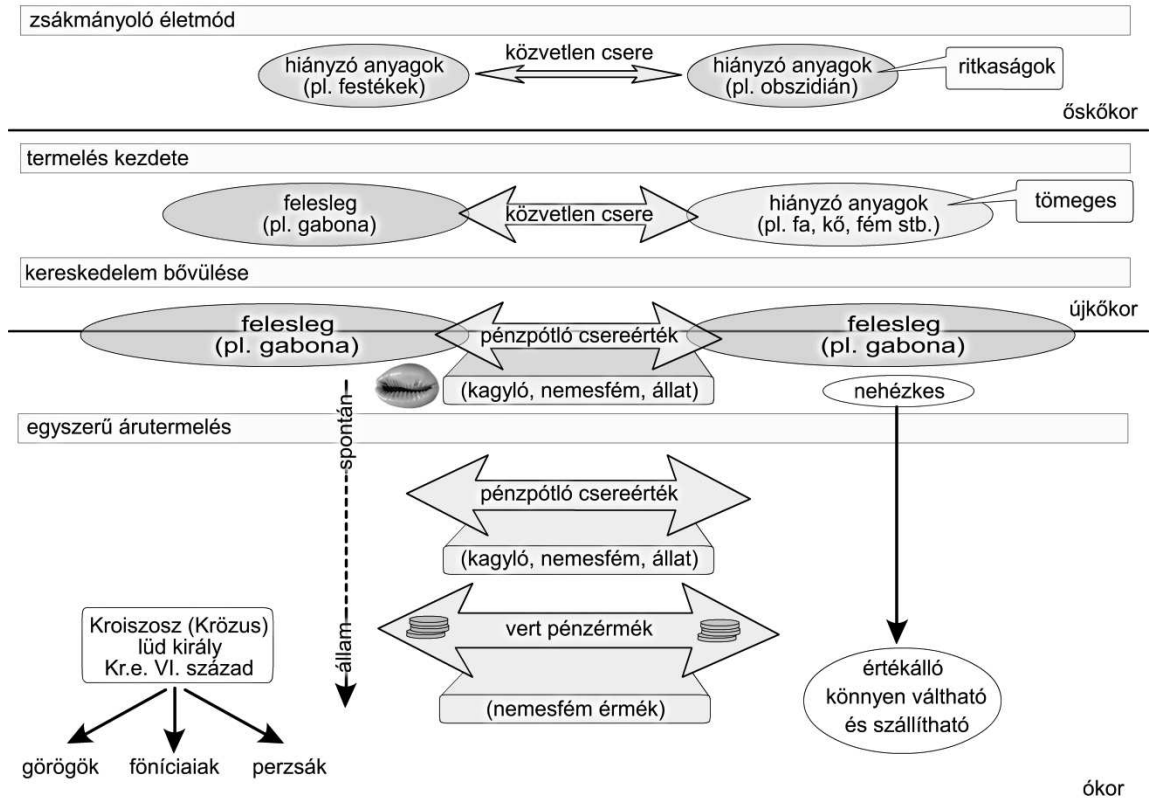 zsákmányoló életmód
közvetlen csere
hiányzó anyagok
(pl. festékek)
hiányzó anyagok
(pl. obszidián)
ritkaságok
őskőkor
termelés kezdete
felesleg
(pl. gabona)
közvetlen csere
hiányzó anyagok
(pl. fa, kő, fém stb.)
tömeges
kereskedelem bővülése
újkőkor
felesleg
(pl. gabona)
pénzpótló csereérték
felesleg
(pl. gabona)
(kagyló, nemesfém, állat)
nehézkes
egyszerű árutermelés
spontán
pénzpótló csereérték
(kagyló, nemesfém, állat)
állam
vert pénzérmék
(nemesfém érmék)
Kroiszosz (Krözus)
lüd király
Kr.e. VI. század
görögök
föníciaiak
perzsák
értékálló
könnyen váltható
és szállítható
ókor